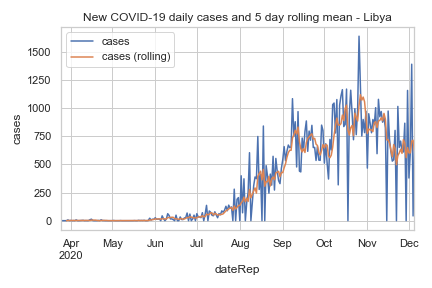 New COVID-19 daily cases and 5 day rolling mean - Libya
cases
cases (rolling)
1500
1250
1000
750
500
250
0
cases
Apr May Jun Jul Aug Sep Oct Nov Dec
2020
dateRep